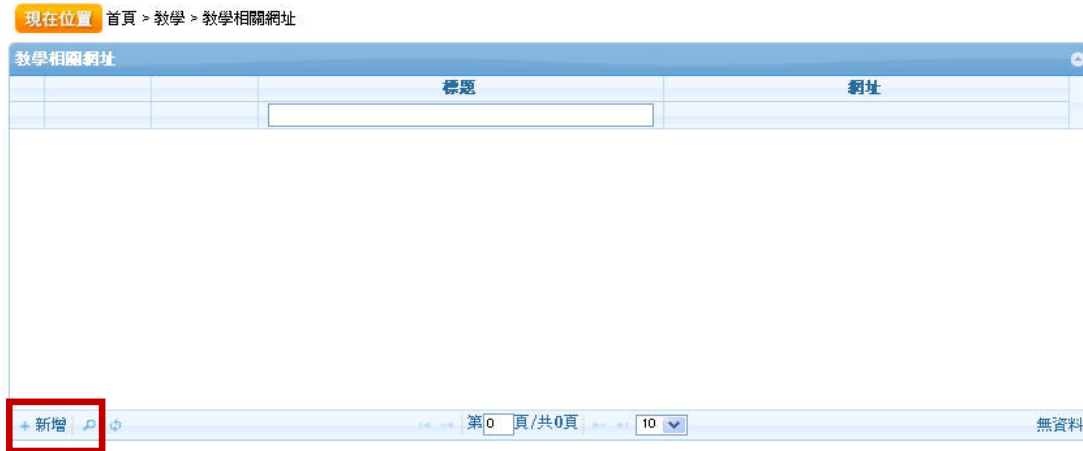 現在位置 首頁 > 教學 > 教學相關網址
教學相關網址
標題 網址
+ 新增 第 0 頁/共0頁 10 無資料